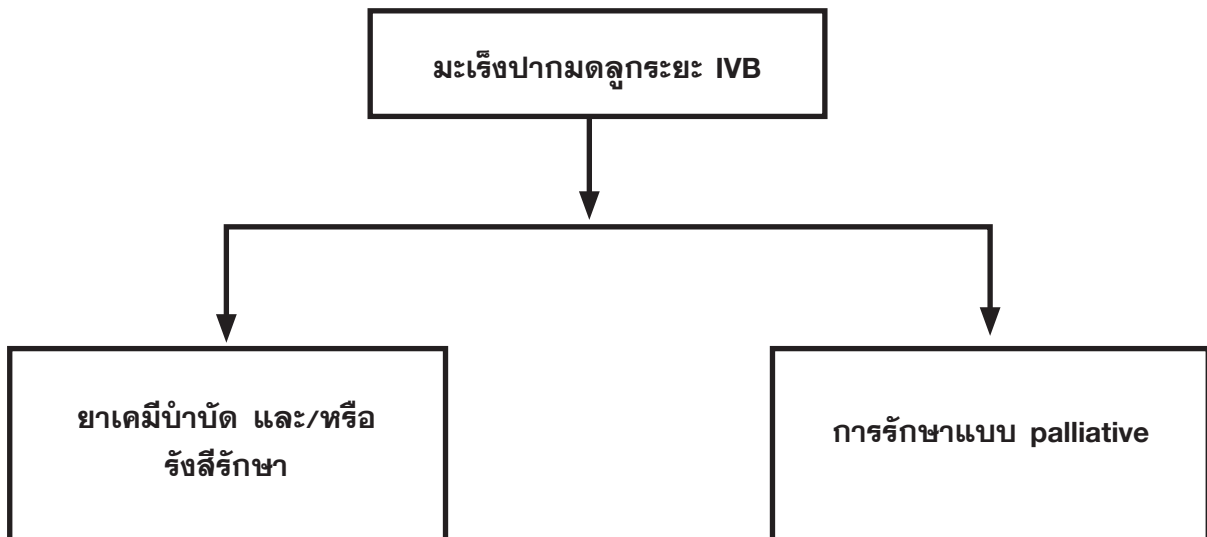 มะเร็งปากมดลูกระยะ IVB
ยาเคมีบำบัด และ/หรือ
รังสีรักษา
การรักษาแบบ palliative